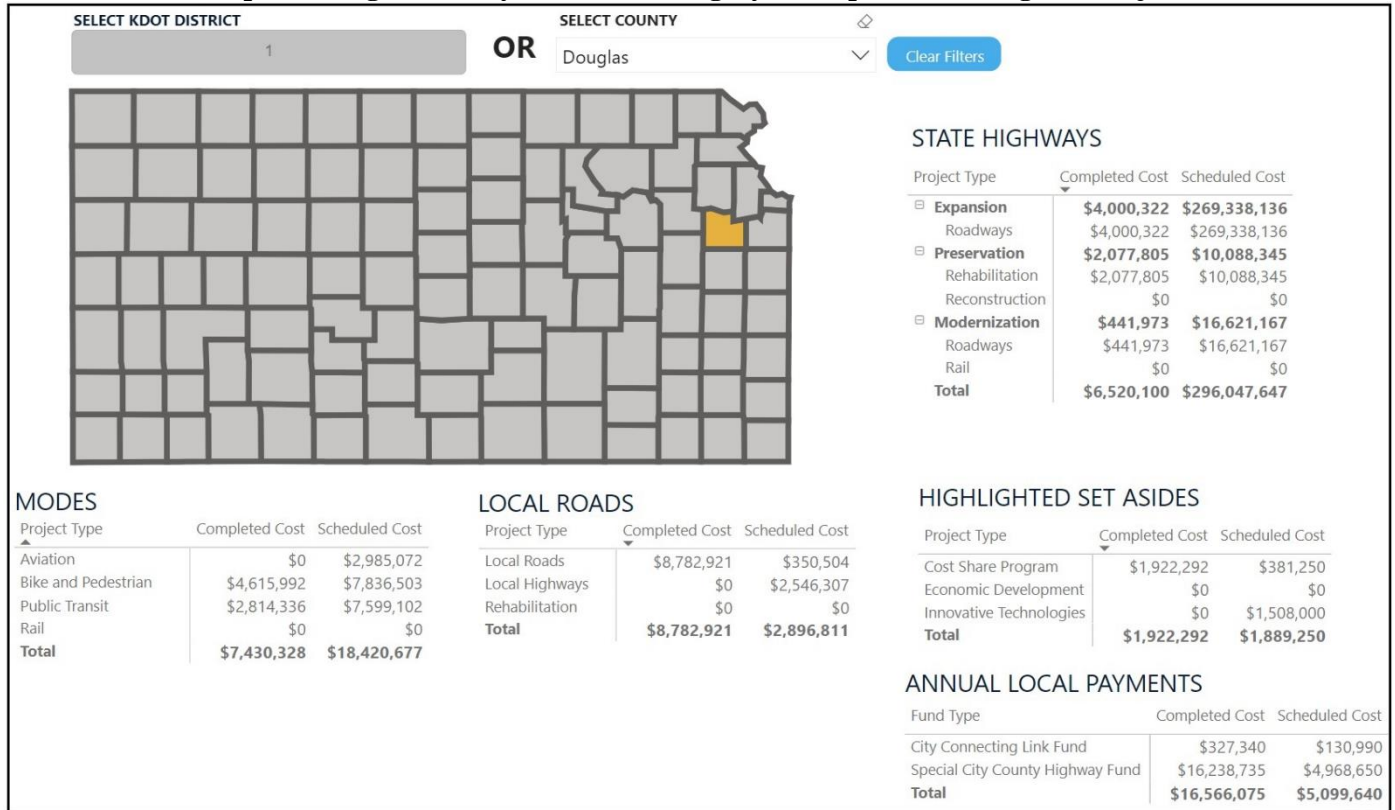 SELECT KDOT DISTRICT
1
OR
SELECT COUNTY
Douglas
Clear Filters
STATE HIGHWAYS
Project Type Completed Cost Scheduled Cost
Expansion $4,000,322 $269,338,136
Roadways $4,000,322 $269,338,136
Preservation $2,077,805 $10,088,345
Rehabilitation $2,077,805 $10,088,345
Reconstruction $0 $0
Modernization $441,973 $16,621,167
Roadways $441,973 $16,621,167
Rail $0 $0
Total $6,520,100 $296,047,647
MODES
Project Type Completed Cost Scheduled Cost
Aviation $0 $2,985,072
Bike and Pedestrian $4,615,992 $7,836,503
Public Transit $2,814,336 $7,599,102
Rail $0 $0
Total $7,430,328 $18,420,677
LOCAL ROADS
Project Type Completed Cost Scheduled Cost
Local Roads $8,782,921 $350,504
Local Highways $0 $2,546,307
Rehabilitation $0 $0
Total $8,782,921 $2,896,811
HIGHLIGHTED SET ASIDES
Project Type Completed Cost Scheduled Cost
Cost Share Program $1,922,292 $381,250
Economic Development $0 $0
Innovative Technologies $0 $1,508,000
Total $1,922,292 $1,889,250
ANNUAL LOCAL PAYMENTS
Fund Type Completed Cost Scheduled Cost
City Connecting Link Fund $327,340 $130,990
Special City County Highway Fund $16,238,735 $4,968,650
Total $16,566,075 $5,099,640